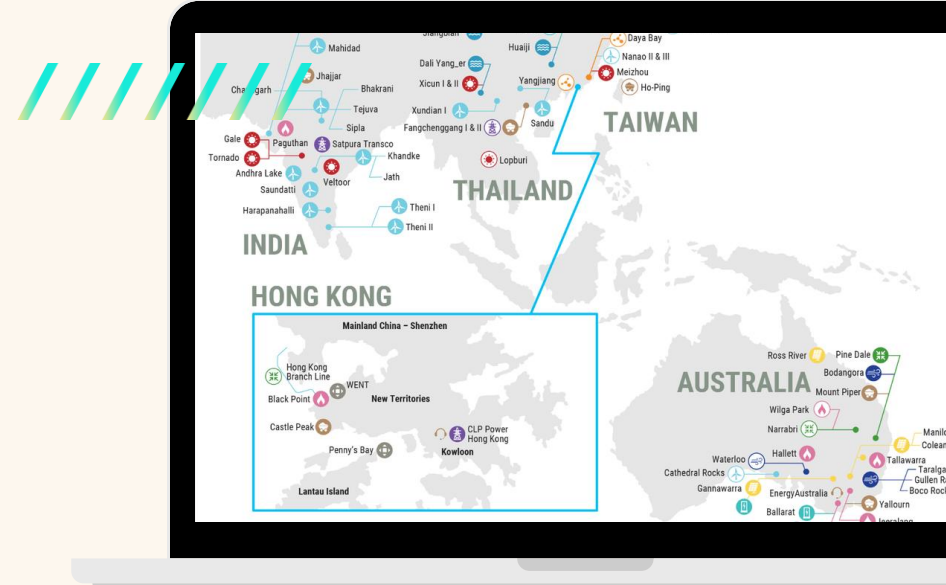 Mahidad
Jhajjar
Bhakrani
Tejuva
Sipla
Paguthan
Satpura Transco
Gale
Tornado
Khandke
Jath
Andhra Lake
Veltoor
Saundatti
Harapanahalli
Theni I
Theni II
INDIA
Huaiji
Dali Yang_er
Xicun I & II
Xundian I
Fangchenggang I & II
Yangjiang
Sandu
Daya Bay
Nanao II & III
Meizhou
Ho-Ping
TAIWAN
Lopburi
THAILAND
HONG KONG
Mainland China – Shenzhen
Hong Kong
Branch Line
WENT
Black Point
New Territories
Castle Peak
CLP Power
Hong Kong
Kowloon
Penny's Bay
Lantau Island
Ross River
Pine Dale
Bodangora
AUSTRALIA
Mount Piper
Wilga Park
Narrabri
Hallett
Waterloo
Cathedral Rocks
Gannawarra
EnergyAustralia
Ballarat
Tallawarra
Yallourn